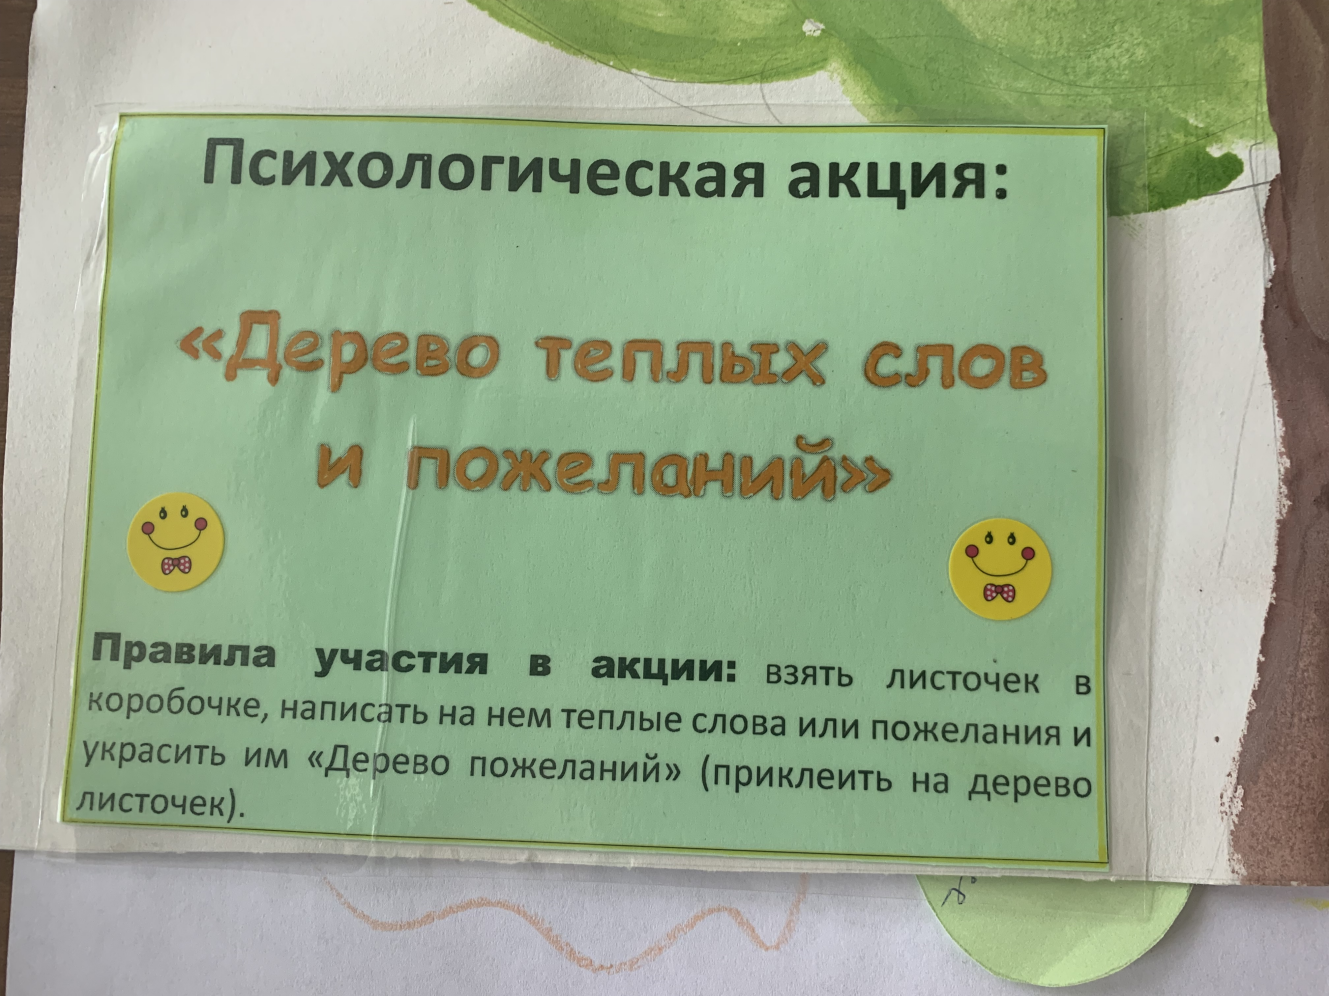 Психологическая акция:
«Дерево теплых слов
и пожеланий»
Правила участия в акции: взять листочек в
коробочке, написать на нем теплые слова или пожелания и
украсить им «Дерево пожеланий» (приклеить на дерево
листочек).